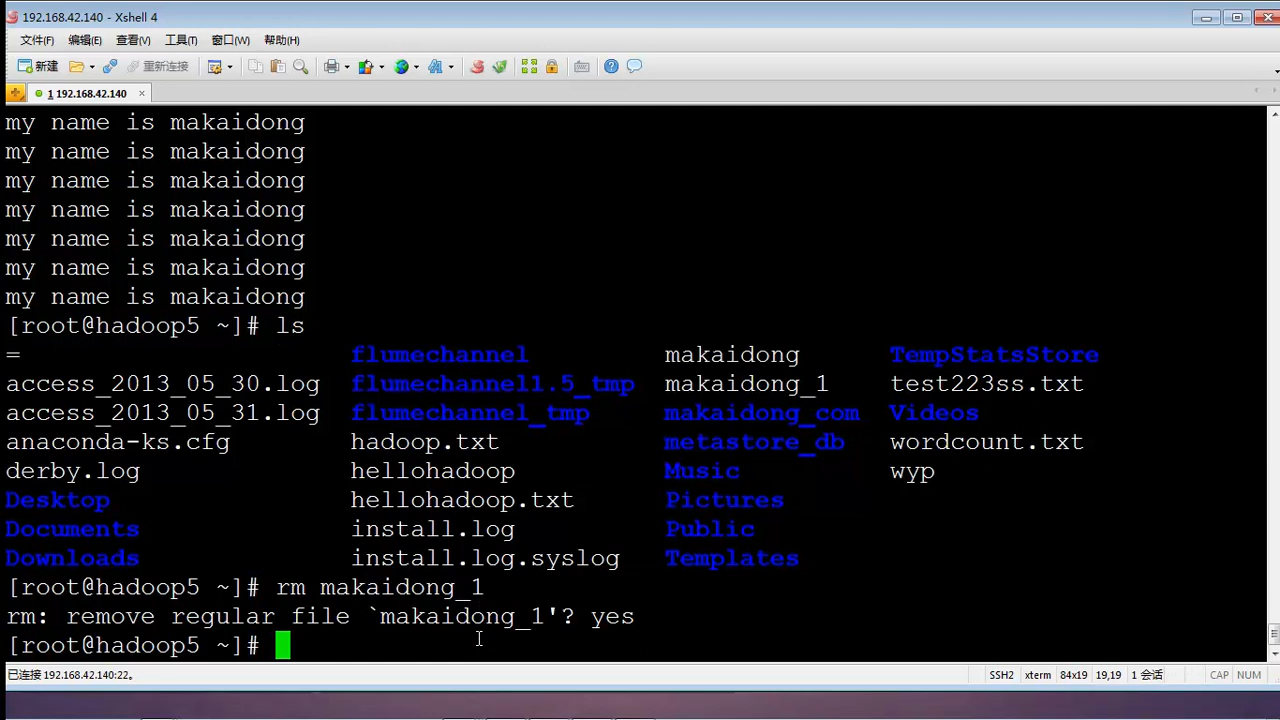 192.168.42.140 - Xshell 4
文件(F) 编辑(E) 查看(V) 工具(T) 窗口(W) 帮助(H)
新建 重新连接
1 192.168.42.140
my name is makaidong
my name is makaidong
my name is makaidong
my name is makaidong
my name is makaidong
my name is makaidong
my name is makaidong
[root@hadoop5 ~]# ls
= flumechannel makaidong TempStatsStore
access_2013_05_30.log flumechannel1.5_tmp makaidong_1 test223ss.txt
access_2013_05_31.log flumechannel_tmp makaidong_com Videos
anaconda-ks.cfg hadoop.txt metastore_db wordcount.txt
derby.log hellohadoop Music wyp
Desktop hellohadoop.txt Pictures
Documents install.log Public
Downloads install.log.syslog Templates
[root@hadoop5 ~]# rm makaidong_1
rm: remove regular file `makaidong_1'? yes
[root@hadoop5 ~]#
已连接 192.168.42.140:22。 SSH2 xterm 84x19 19,19 1 会话 CAP NUM